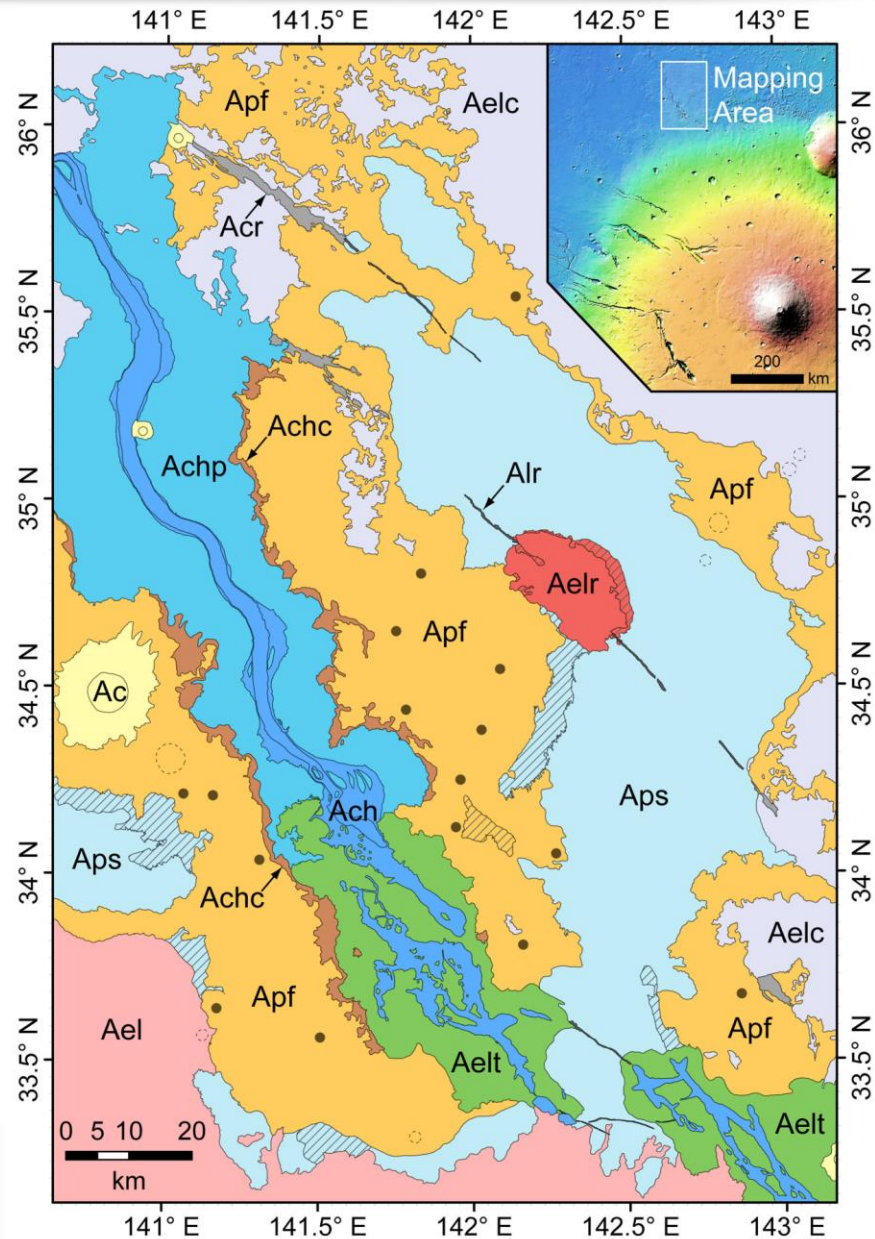 141° E 141.5° E 142° E 142.5° E 143° E
36° N
35.5° N
35° N
34.5° N
34° N
33.5° N
Apf
Aelc
Mapping
Area
200
km
Acr
36° N
35.5° N
35° N
34.5° N
34° N
33.5° N
Achc
Achp
Alr
Apf
Aelr
Apf
Ac
Aps
Ach
Aps
Achc
Aelc
Apf
Apf
Ael
Aelt
Aelt
0 5 10 20
km
141° E 141.5° E 142° E 142.5° E 143° E